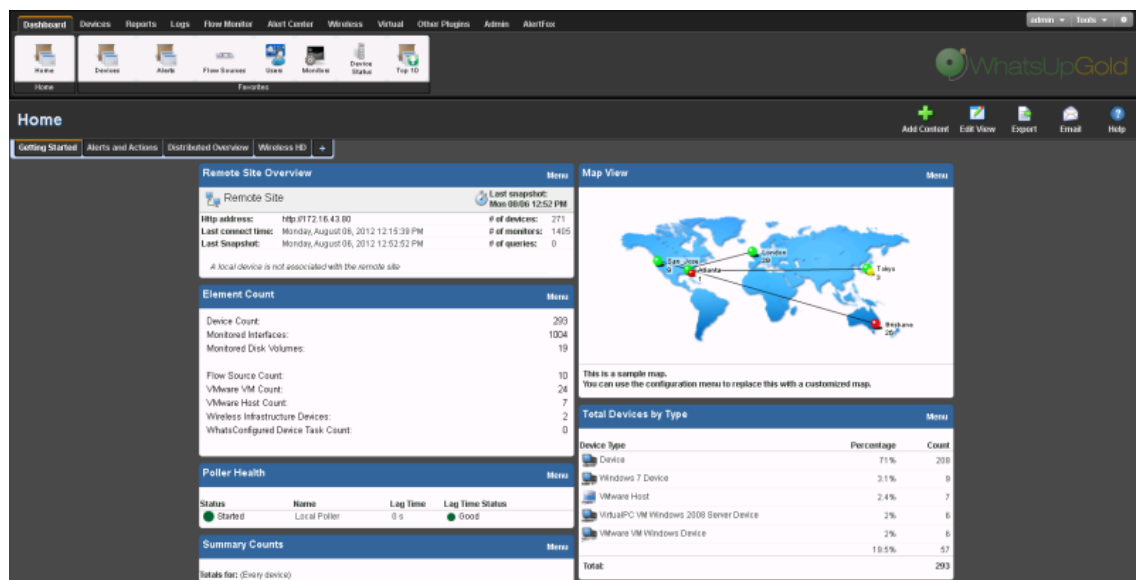 Dashboard Devices Reports Logs Flow Monitor Alert Center Wireless Virtual Other Plugins Admin AlertFox
admin Tools
Home Devices Alerts Flow Sources Users Monitors Device Status Top 10
Home Favorites
WhatsUpGold
Home
Add Content Edit View Export Email Help
Getting Started Alerts and Actions Distributed Overview Wireless HD +
Remote Site Overview Menu
Remote Site
Last snapshot:
Mon 08/06 12:52 PM
Http address: http://172.16.43.80 # of devices: 271
Last connect time: Monday, August 06, 2012 12:15:39 PM # of monitors: 1405
Last Snapshot: Monday, August 06, 2012 12:52:52 PM # of queries: 0
A local device is not associated with the remote site
Element Count Menu
Device Count: 293
Monitored Interfaces: 1004
Monitored Disk Volumes: 19
Flow Source Count: 10
VMware VM Count: 24
VMware Host Count: 7
Wireless Infrastructure Devices: 2
WhatsConfigured Device Task Count: 0
Poller Health Menu
Status Name Lag Time Lag Time Status
Started Local Poller 0 s Good
Summary Counts Menu
Totals for: (Every device)
Map View Menu
San Jose
9
Atlanta
1
London
Tokyo
3
Brisbane
This is a sample map.
You can use the configuration menu to replace this with a customized map.
Total Devices by Type Menu
Device Type Percentage Count
Device 71% 208
Windows 7 Device 3.1% 9
VMware Host 2.4% 7
VirtualPC VM Windows 2008 Server Device 2% 6
VMware VM Windows Device 2% 6
19.5% 57
Total: 293